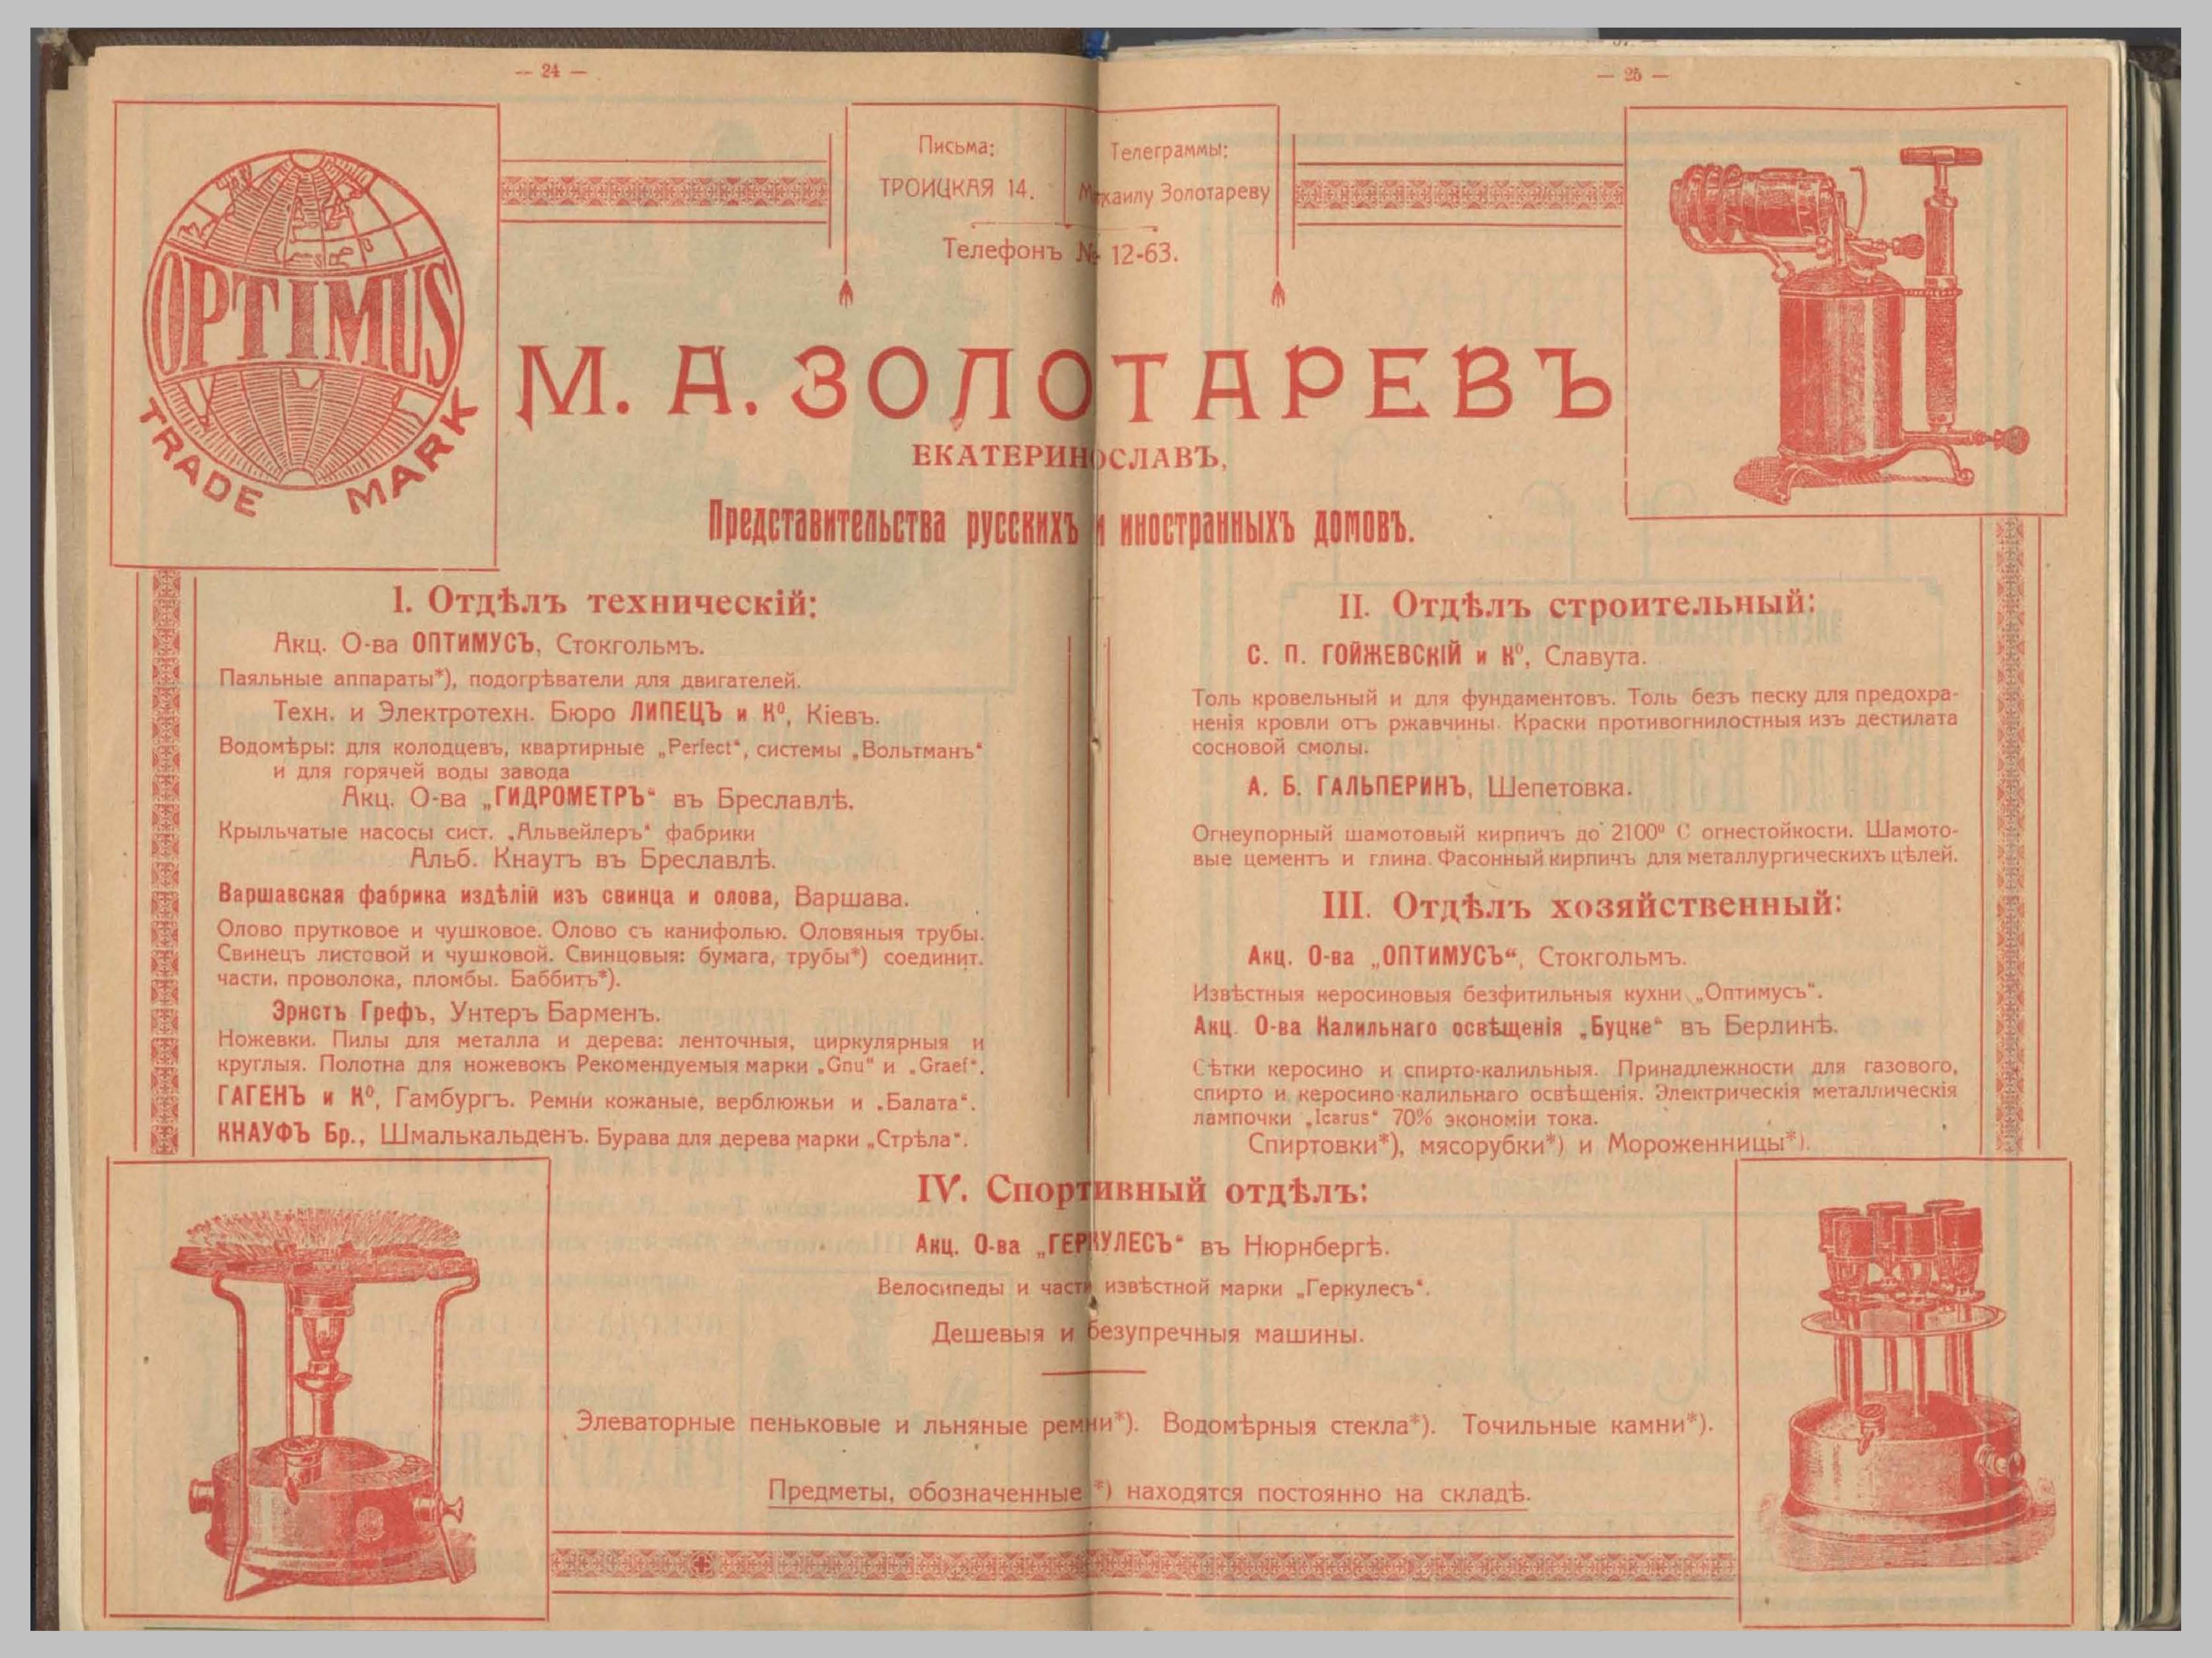 — 24 —
— 25 —
OPTIMUS
TRADE MARK
Письма:
ТРОИЦКАЯ 14.
Телеграммы:
Михаилу Золотареву
Телефонъ № 12-63.
М. А. ЗОЛОТАРЕВЪ
ЕКАТЕРИНОСЛАВЪ,
Представительства русскихъ и иностранныхъ домовъ.
I. Отдѣлъ техническій:
Акц. О-ва ОПТИМУСЪ, Стокгольмъ.
Паяльные аппараты*), подогрѣватели для двигателей.
Техн. и Электротехн. Бюро ЛИПЕЦЪ и Кº, Кіевъ.
Водомѣры: для колодцевъ, квартирные „Perfect“, системы „Вольтманъ“
и для горячей воды завода
Акц. О-ва „ГИДРОМЕТРЪ“ въ Бреславлѣ.
Крыльчатые насосы сист. „Альвейлеръ“ фабрики
Альб. Кнаутъ въ Бреславлѣ.
Варшавская фабрика издѣлій изъ свинца и олова, Варшава.
Олово прутковое и чушковое. Олово съ канифолью. Оловяныя трубы.
Свинецъ листовой и чушковой. Свинцовыя: бумага, трубы*) соединит.
части, проволока, пломбы. Баббитъ*).
Эрнстъ Грефъ, Унтеръ Барменъ.
Ножевки. Пилы для металла и дерева: ленточныя, циркулярныя и
круглыя. Полотна для ножевокъ Рекомендуемыя марки „Gnu“ и „Graef“.
ГАГЕНЪ и Кº, Гамбургъ. Ремни кожаные, верблюжьи и „Балата“.
КНАУФЪ Бр., Шмалькальденъ. Бурава для дерева марки „Стрѣла“.
II. Отдѣлъ строительный:
С. П. ГОЙЖЕВСКІЙ и Кº, Славута.
Толь кровельный и для фундаментовъ. Толь безъ песку для предохра-
ненія кровли отъ ржавчины. Краски противогнилостныя изъ дестилата
сосновой смолы.
А. Б. ГАЛЬПЕРИНЪ, Шепетовка.
Огнеупорный шамотовый кирпичъ до 2100º С огнестойкости. Шамото-
вые цементъ и глина. Фасонный кирпичъ для металлургическихъ цѣлей.
III. Отдѣлъ хозяйственный:
Акц. О-ва „ОПТИМУСЪ“, Стокгольмъ.
Извѣстныя керосиновыя безфитильныя кухни „Оптимусъ“.
Акц. О-ва Калильнаго освѣщенія „Буцке“ въ Берлинѣ.
Сѣтки керосино и спирто-калильныя. Принадлежности для газового,
спирто и керосино-калильнаго освѣщенія. Электрическія металлическія
лампочки „Icarus“ 70% экономіи тока.
Спиртовки*), мясорубки*) и Мороженницы*).
IV. Спортивный отдѣлъ:
Акц. О-ва „ГЕРКУЛЕСЪ“ въ Нюрнбергѣ.
Велосипеды и части извѣстной марки „Геркулесъ“.
Дешевыя и безупречныя машины.
Элеваторные пеньковые и льняные ремни*). Водомѣрныя стекла*). Точильные камни*).
Предметы, обозначенные *) находятся постоянно на складѣ.